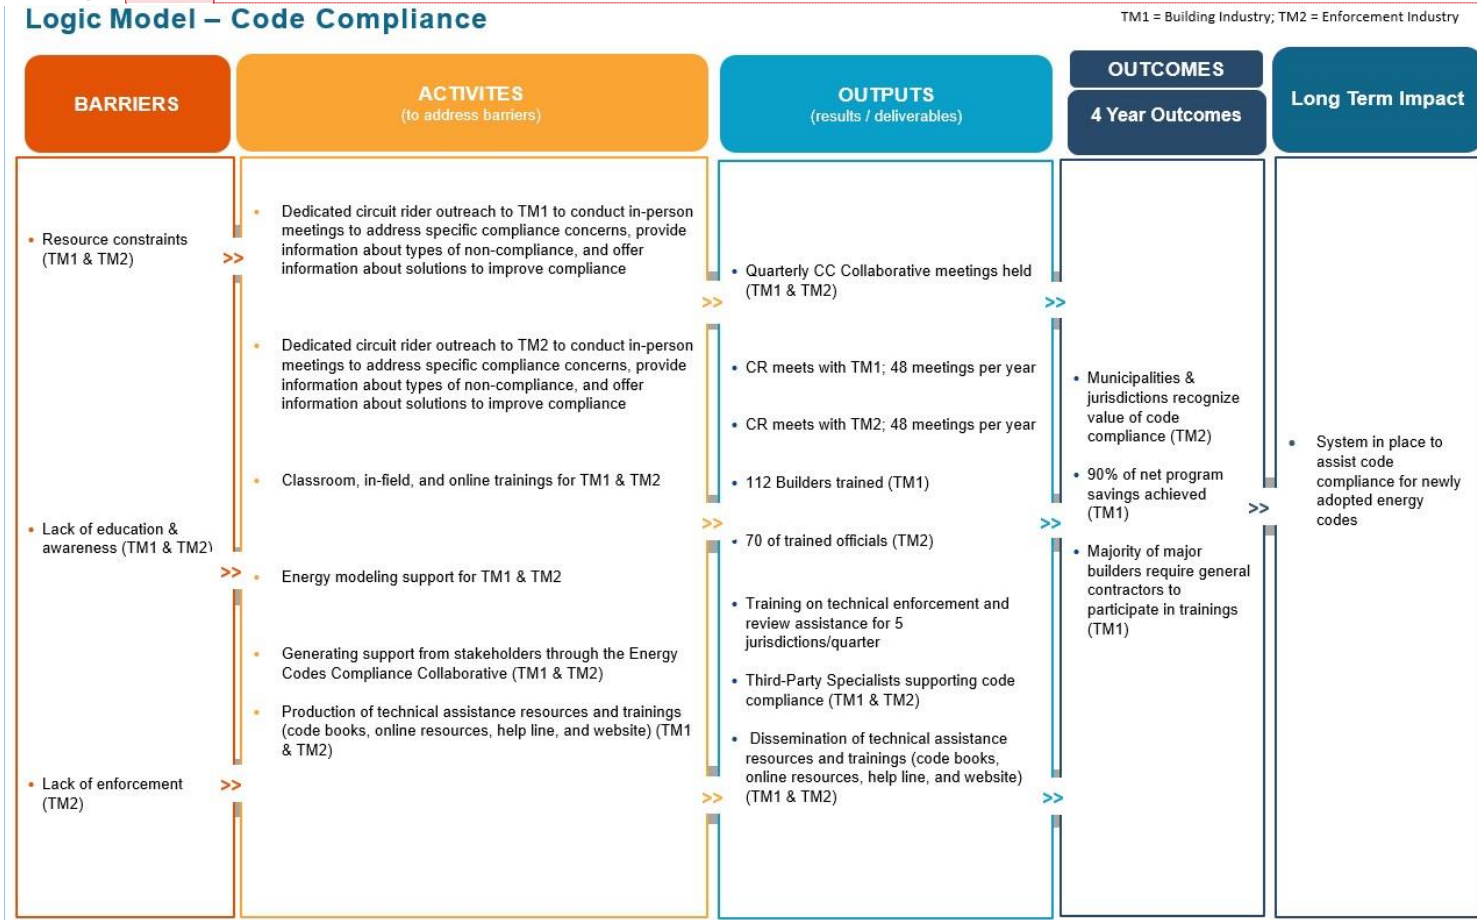 Logic Model – Code Compliance
TM1 = Building Industry; TM2 = Enforcement Industry
BARRIERS
ACTIVITES
(to address barriers)
OUTPUTS
(results / deliverables)
OUTCOMES
4 Year Outcomes
Long Term Impact
• Resource constraints
(TM1 & TM2)
>>
• Lack of education &
awareness (TM1 & TM2)
>>
• Lack of enforcement
(TM2)
>>
• Dedicated circuit rider outreach to TM1 to conduct in-person
meetings to address specific compliance concerns, provide
information about types of non-compliance, and offer
information about solutions to improve compliance
• Dedicated circuit rider outreach to TM2 to conduct in-person
meetings to address specific compliance concerns, provide
information about types of non-compliance, and offer
information about solutions to improve compliance
• Classroom, in-field, and online trainings for TM1 & TM2
• Energy modeling support for TM1 & TM2
• Generating support from stakeholders through the Energy
Codes Compliance Collaborative (TM1 & TM2)
• Production of technical assistance resources and trainings
(code books, online resources, help line, and website) (TM1
& TM2)
>>
>>
>>
• Quarterly CC Collaborative meetings held
(TM1 & TM2)
• CR meets with TM1; 48 meetings per year
• CR meets with TM2; 48 meetings per year
• 112 Builders trained (TM1)
• 70 of trained officials (TM2)
• Training on technical enforcement and
review assistance for 5
jurisdictions/quarter
• Third-Party Specialists supporting code
compliance (TM1 & TM2)
• Dissemination of technical assistance
resources and trainings (code books,
online resources, help line, and website)
(TM1 & TM2)
>>
>>
>>
• Municipalities &
jurisdictions recognize
value of code
compliance (TM2)
• 90% of net program
savings achieved
(TM1)
• Majority of major
builders require general
contractors to
participate in trainings
(TM1)
>>
• System in place to
assist code
compliance for newly
adopted energy
codes